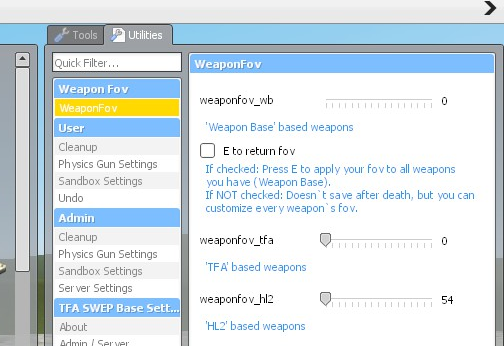 Tools
Utilities
Quick Filter...
Weapon Fov
WeaponFov
User
Cleanup
Physics Gun Settings
Sandbox Settings
Undo
Admin
Cleanup
Physics Gun Settings
Sandbox Settings
Server Settings
TFA SWEP Base Sett...
About
Admin / Server
WeaponFov
weaponfov_wb 0
'Weapon Base' based weapons
E to return fov
If checked: Press E to apply your fov to all weapons
you have (Weapon Base).
If NOT checked: Doesn`t save after death, but you can
customize every weapon`s fov.
weaponfov_tfa 0
'TFA' based weapons
weaponfov_hl2 54
'HL2' based weapons